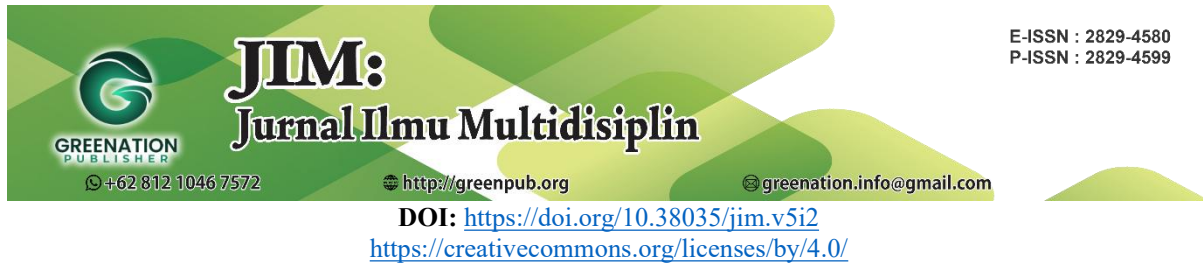 E-ISSN : 2829-4580
P-ISSN : 2829-4599
JIM:
Jurnal Ilmu Multidisiplin
GREENATION
PUBLISHER
+62 812 1046 7572 http://greenpub.org greenation.info@gmail.com
DOI: https://doi.org/10.38035/jim.v5i2
https://creativecommons.org/licenses/by/4.0/